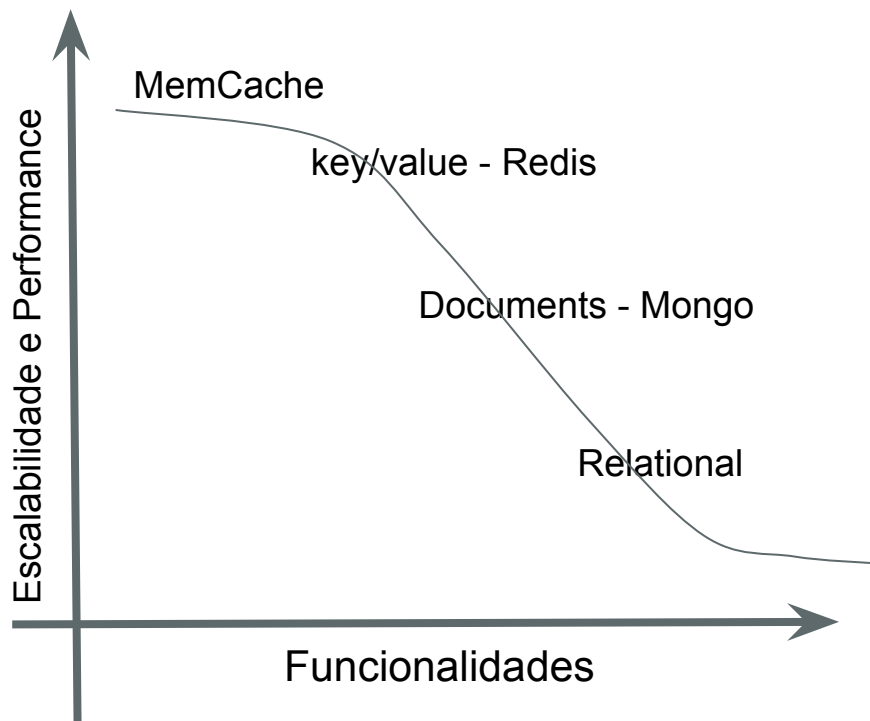 MemCache
key/value - Redis
Documents - Mongo
Relational
Escalabilidade e Performance
Funcionalidades